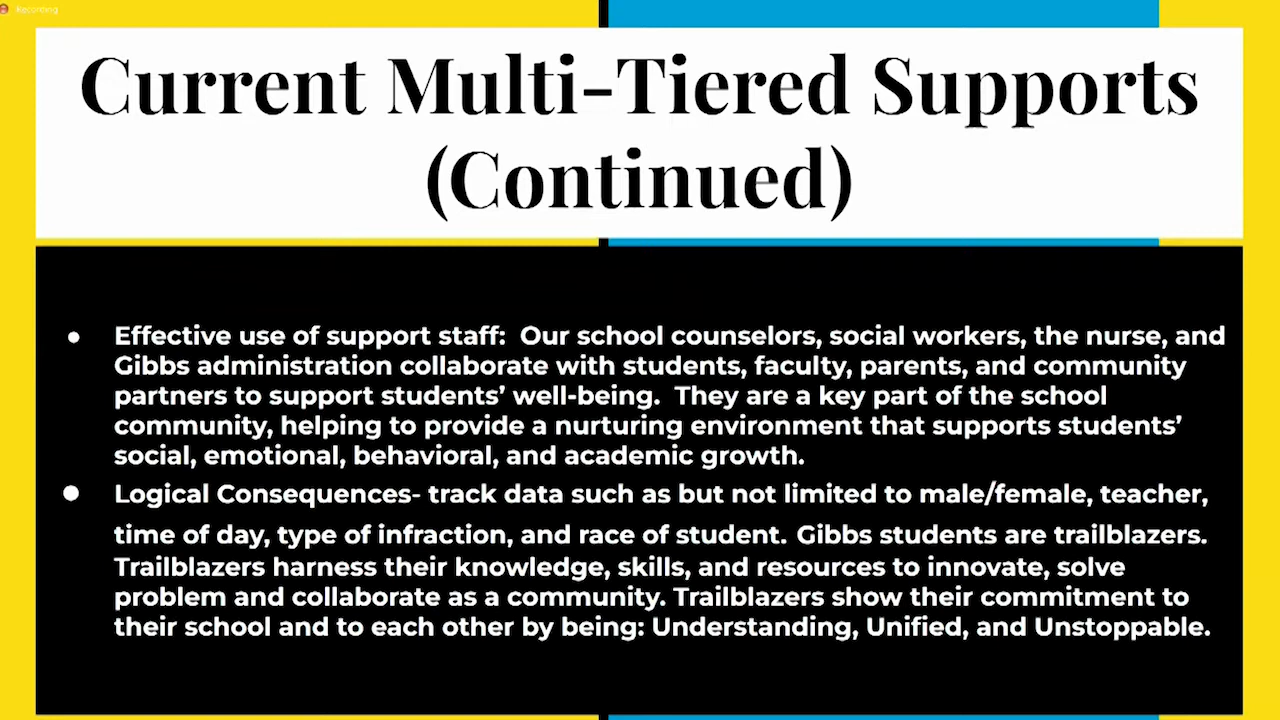 Recording
Current Multi-Tiered Supports
(Continued)
• Effective use of support staff: Our school counselors, social workers, the nurse, and
Gibbs administration collaborate with students, faculty, parents, and community
partners to support students’ well-being. They are a key part of the school
community, helping to provide a nurturing environment that supports students’
social, emotional, behavioral, and academic growth.
• Logical Consequences- track data such as but not limited to male/female, teacher,
time of day, type of infraction, and race of student. Gibbs students are trailblazers.
Trailblazers harness their knowledge, skills, and resources to innovate, solve
problem and collaborate as a community. Trailblazers show their commitment to
their school and to each other by being: Understanding, Unified, and Unstoppable.